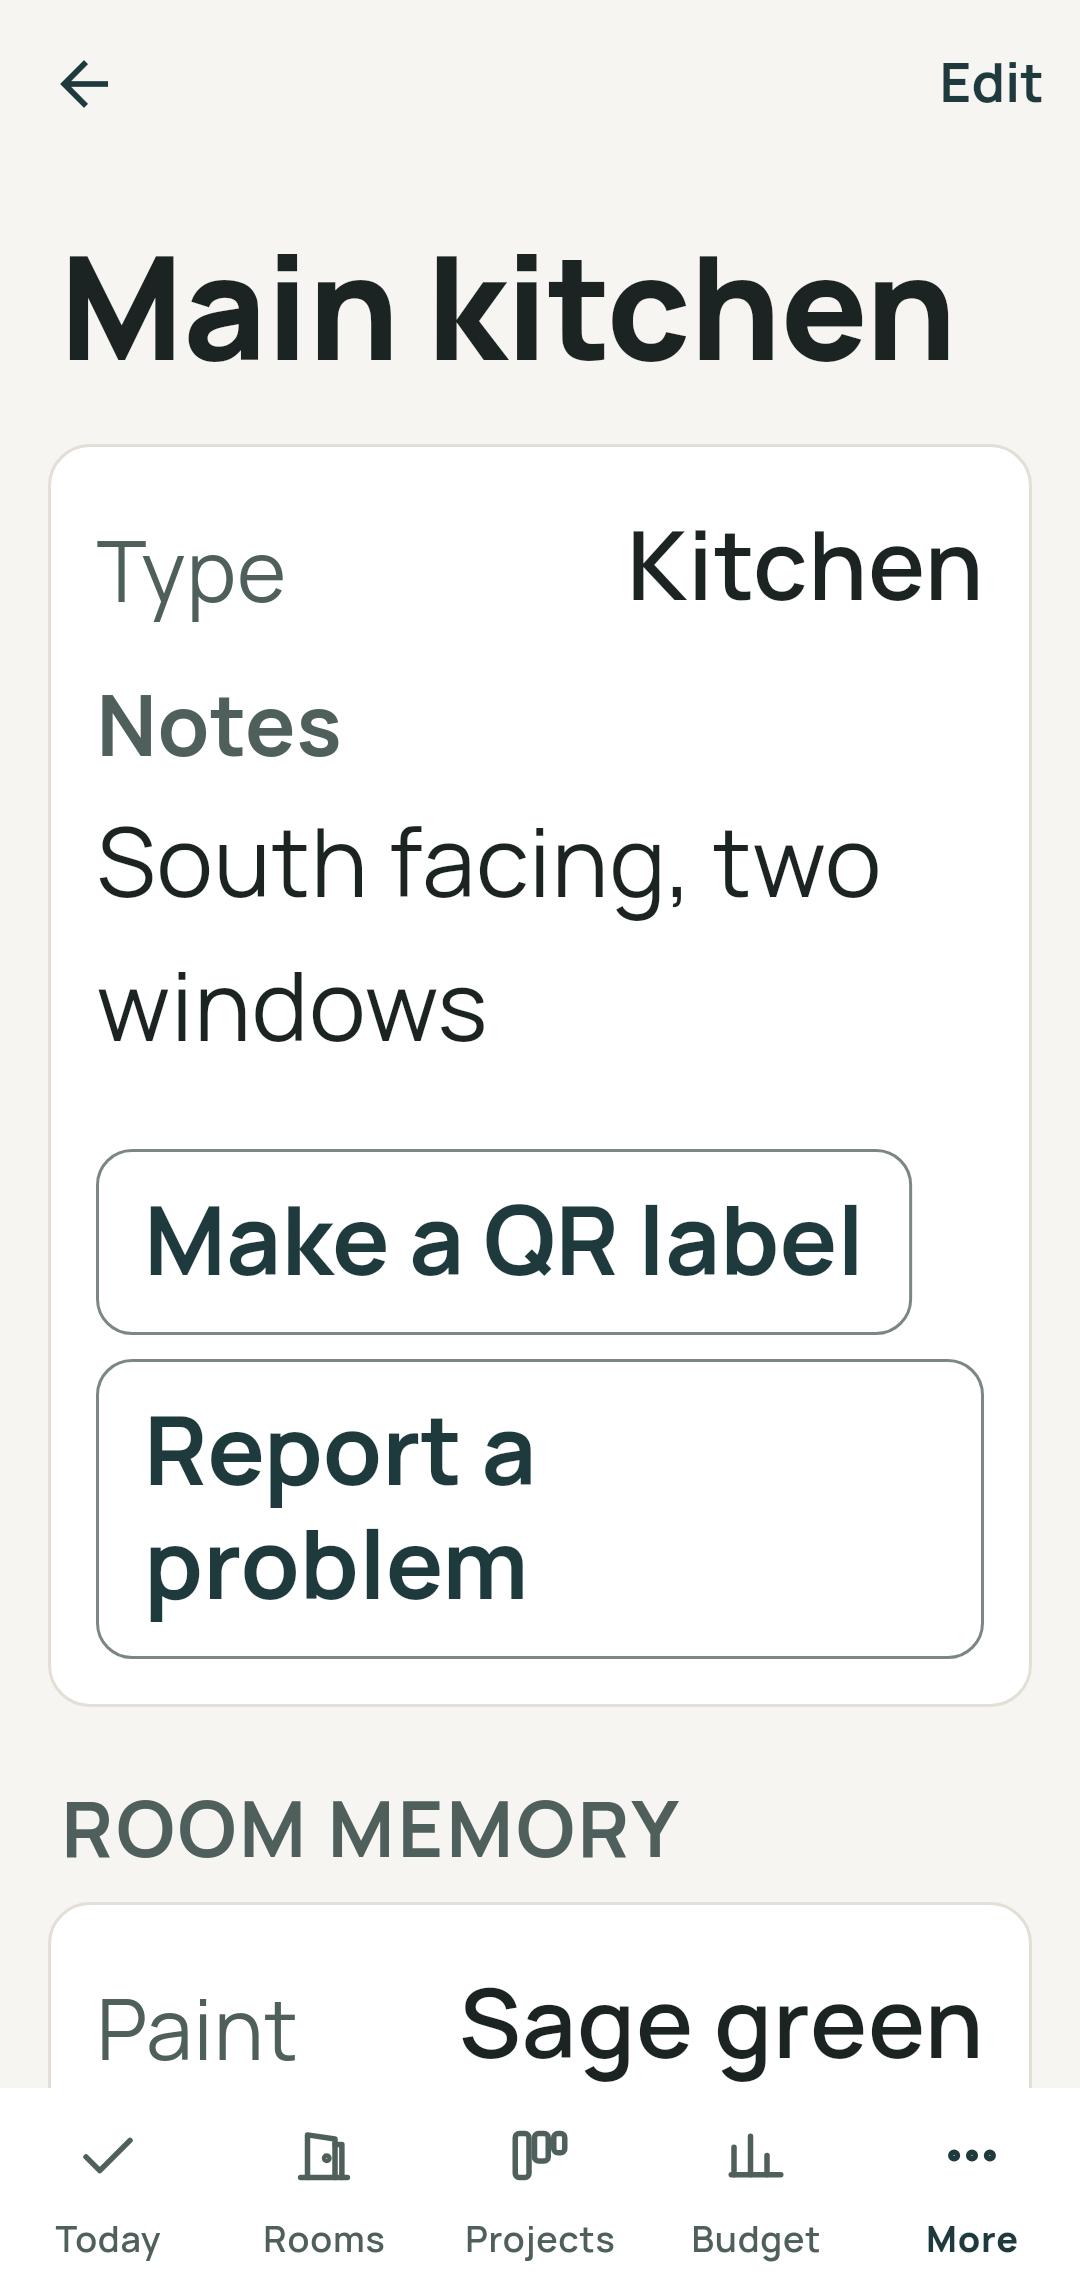 Edit
Main kitchen
Type Kitchen
Notes
South facing, two
windows
Make a QR label
Report a
problem
ROOM MEMORY
Paint Sage green
Today Rooms Projects Budget More